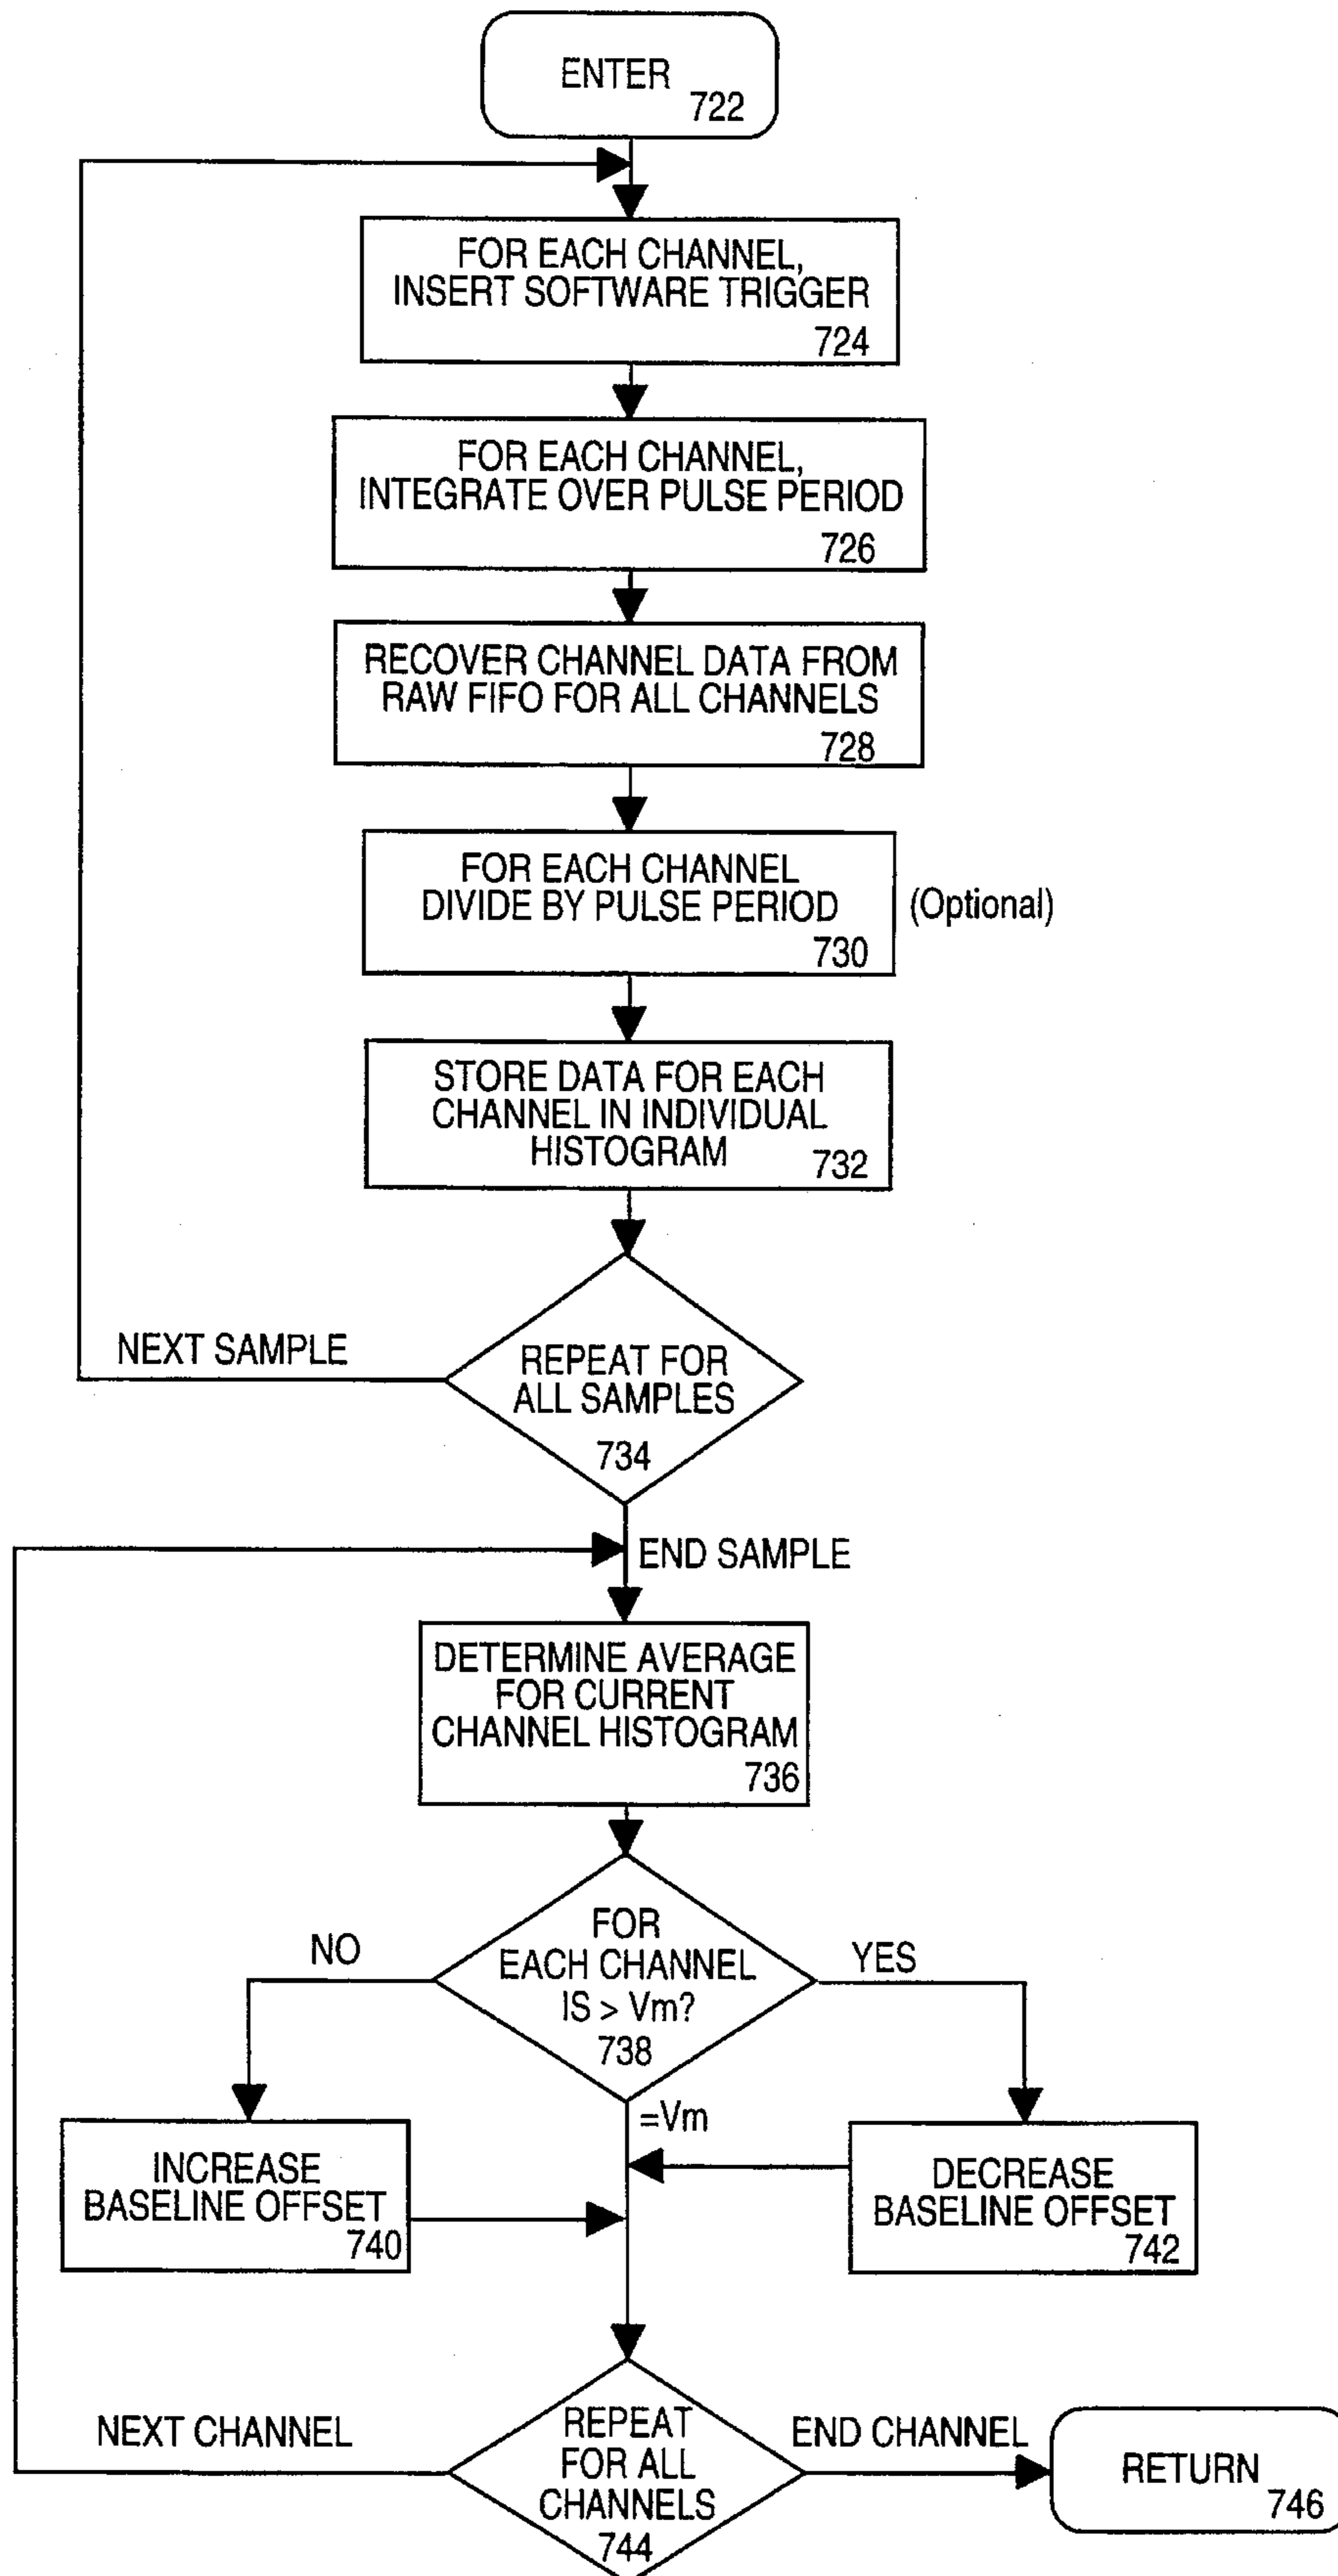 ENTER
722
FOR EACH CHANNEL,
INSERT SOFTWARE TRIGGER
724
FOR EACH CHANNEL,
INTEGRATE OVER PULSE PERIOD
726
RECOVER CHANNEL DATA FROM
RAW FIFO FOR ALL CHANNELS
728
FOR EACH CHANNEL
DIVIDE BY PULSE PERIOD
730
(Optional)
STORE DATA FOR EACH
CHANNEL IN INDIVIDUAL
HISTOGRAM
732
NEXT SAMPLE
REPEAT FOR
ALL SAMPLES
734
END SAMPLE
DETERMINE AVERAGE
FOR CURRENT
CHANNEL HISTOGRAM
736
NO
FOR
EACH CHANNEL
IS > Vm?
738
YES
=Vm
INCREASE
BASELINE OFFSET
740
DECREASE
BASELINE OFFSET
742
NEXT CHANNEL
REPEAT
FOR ALL
CHANNELS
744
END CHANNEL
RETURN
746